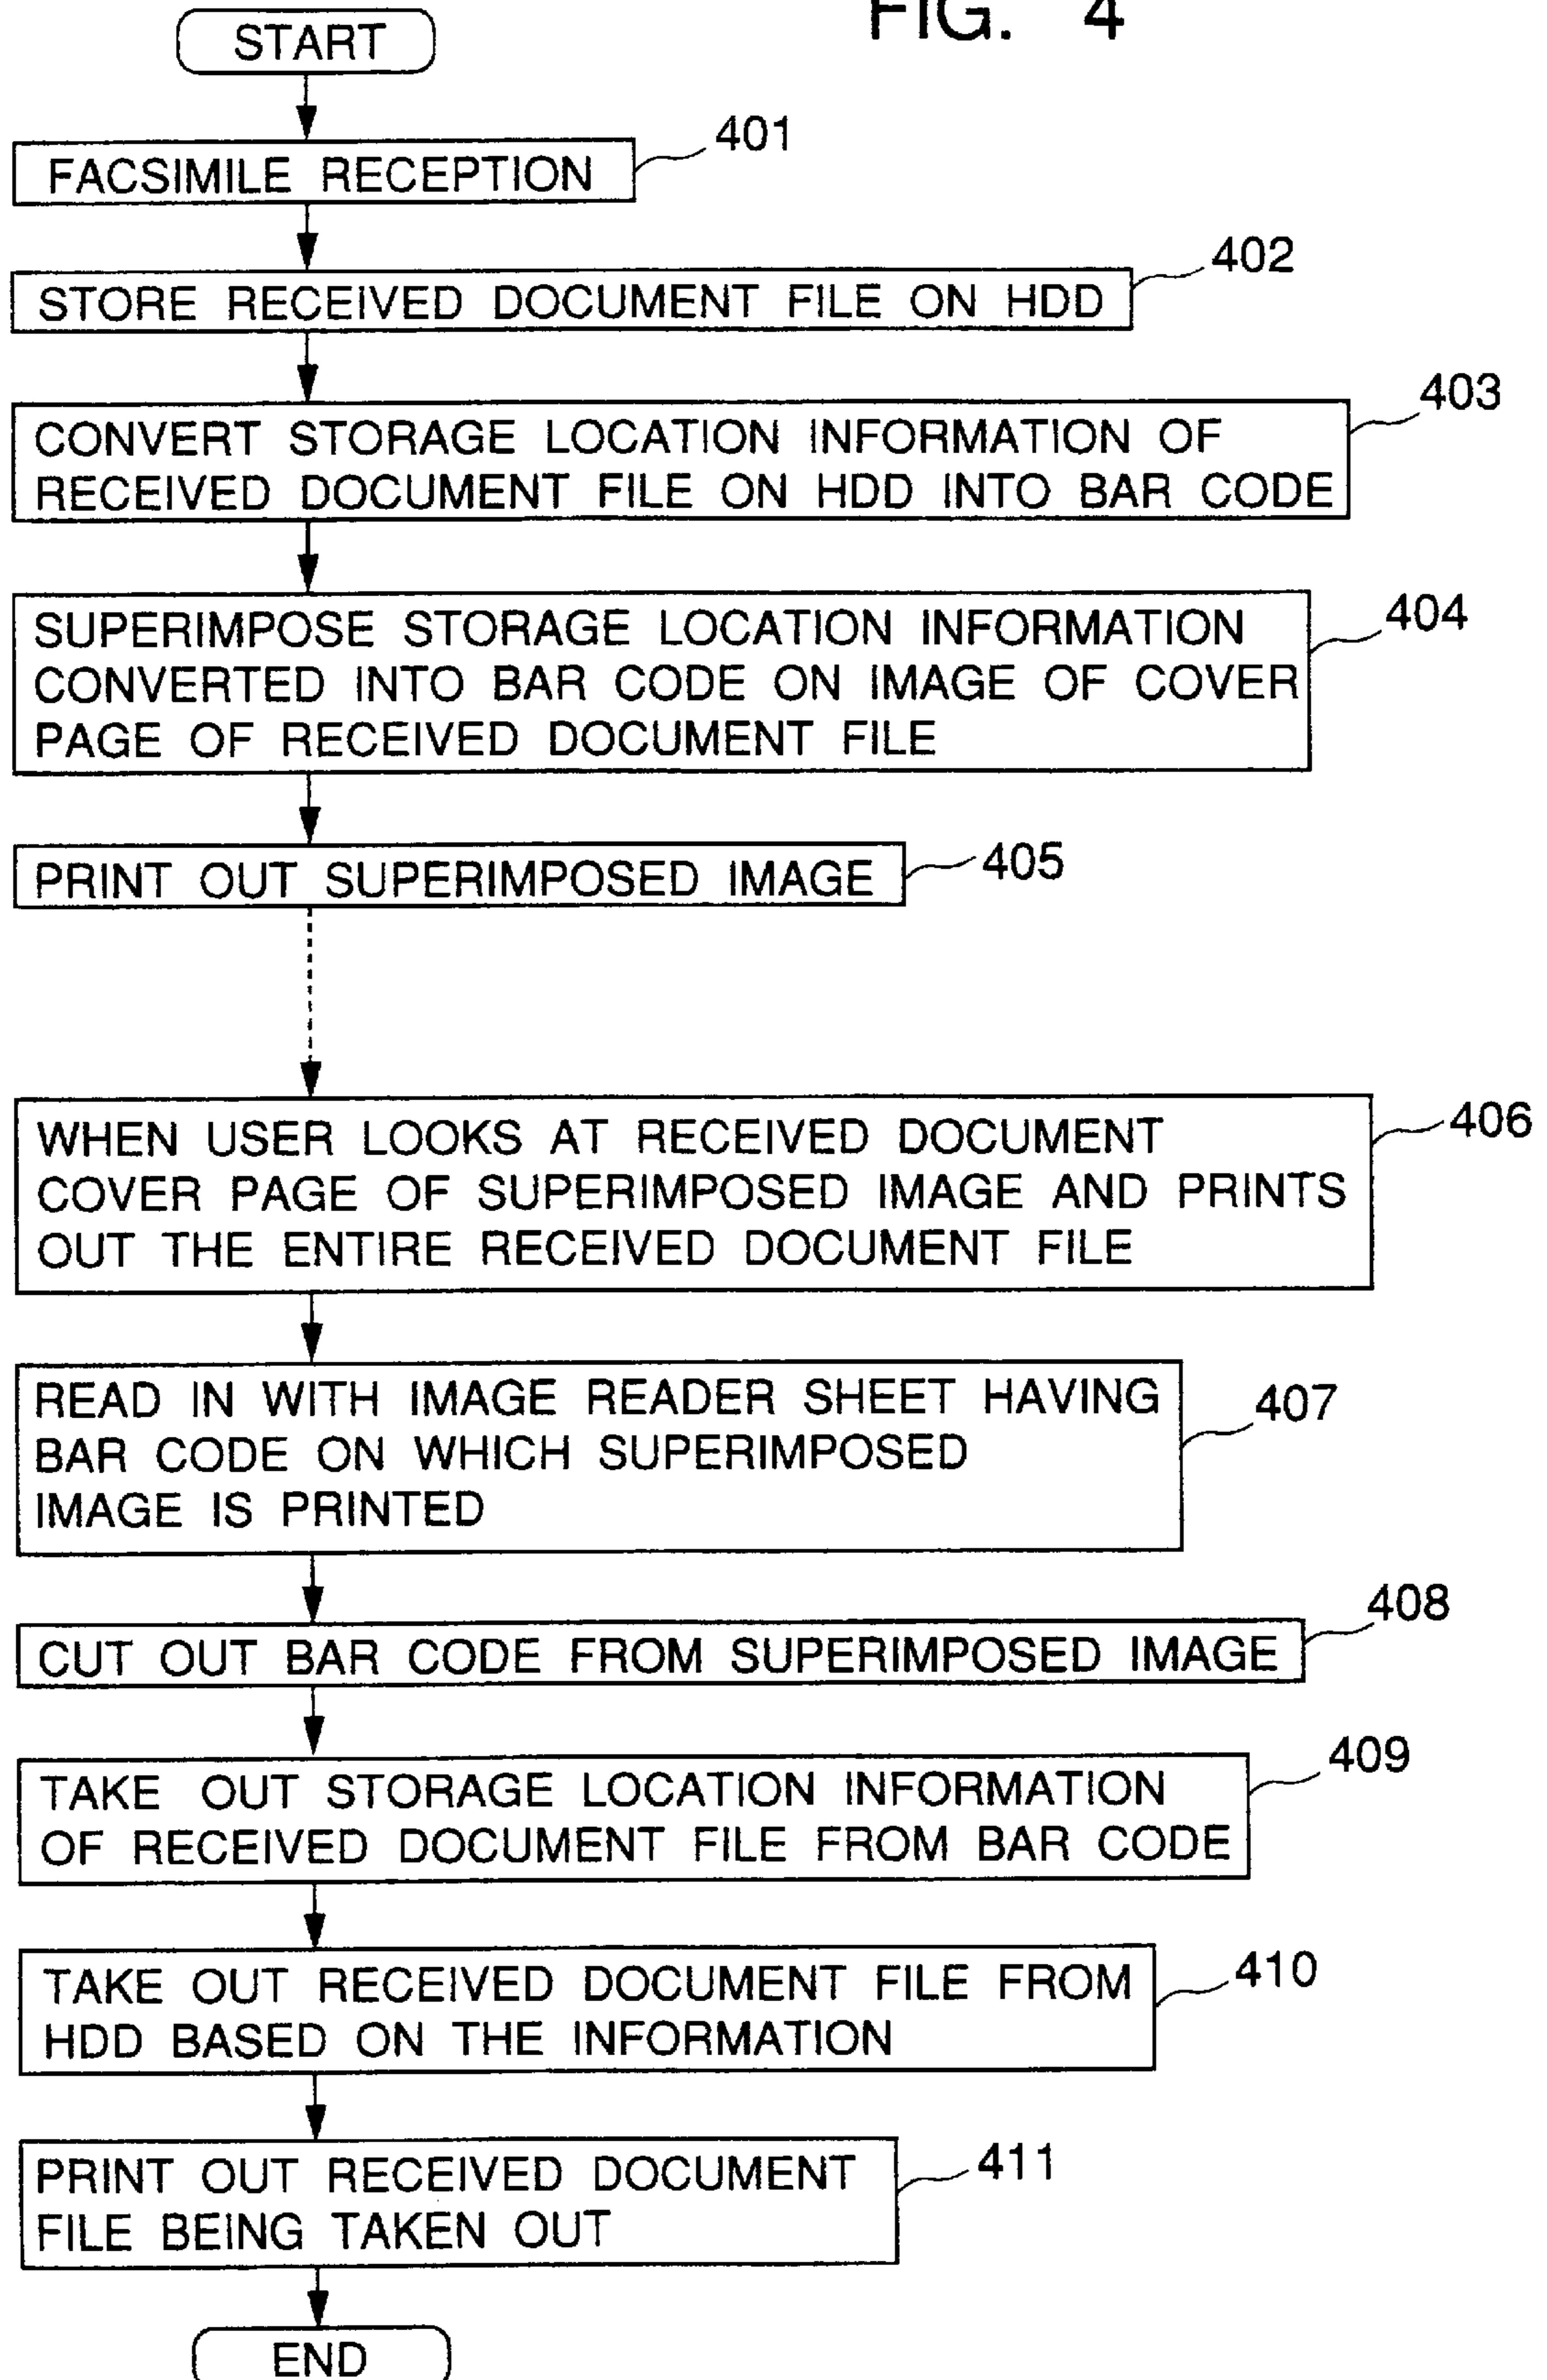 FIG. 4
START
401
FACSIMILE RECEPTION
402
STORE RECEIVED DOCUMENT FILE ON HDD
403
CONVERT STORAGE LOCATION INFORMATION OF
RECEIVED DOCUMENT FILE ON HDD INTO BAR CODE
404
SUPERIMPOSE STORAGE LOCATION INFORMATION
CONVERTED INTO BAR CODE ON IMAGE OF COVER
PAGE OF RECEIVED DOCUMENT FILE
405
PRINT OUT SUPERIMPOSED IMAGE
406
WHEN USER LOOKS AT RECEIVED DOCUMENT
COVER PAGE OF SUPERIMPOSED IMAGE AND PRINTS
OUT THE ENTIRE RECEIVED DOCUMENT FILE
407
READ IN WITH IMAGE READER SHEET HAVING
BAR CODE ON WHICH SUPERIMPOSED
IMAGE IS PRINTED
408
CUT OUT BAR CODE FROM SUPERIMPOSED IMAGE
409
TAKE OUT STORAGE LOCATION INFORMATION
OF RECEIVED DOCUMENT FILE FROM BAR CODE
410
TAKE OUT RECEIVED DOCUMENT FILE FROM
HDD BASED ON THE INFORMATION
411
PRINT OUT RECEIVED DOCUMENT
FILE BEING TAKEN OUT
END